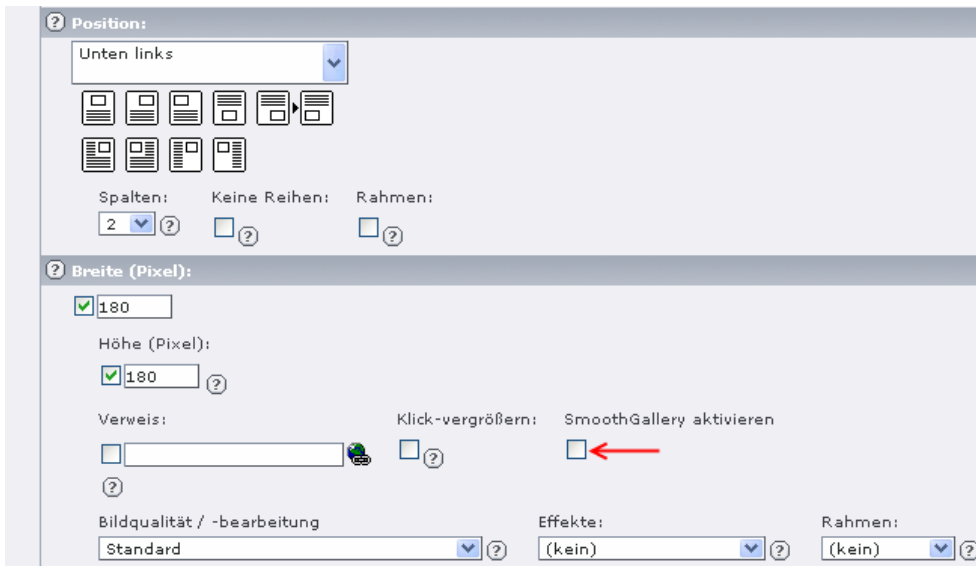 Position:
Unten links
Spalten: Keine Reihen: Rahmen:
2
Breite (Pixel):
180
Höhe (Pixel):
180
Verweis: Klick-vergrößern: SmoothGallery aktivieren
Bildqualität / -bearbeitung Effekte: Rahmen:
Standard (kein) (kein)